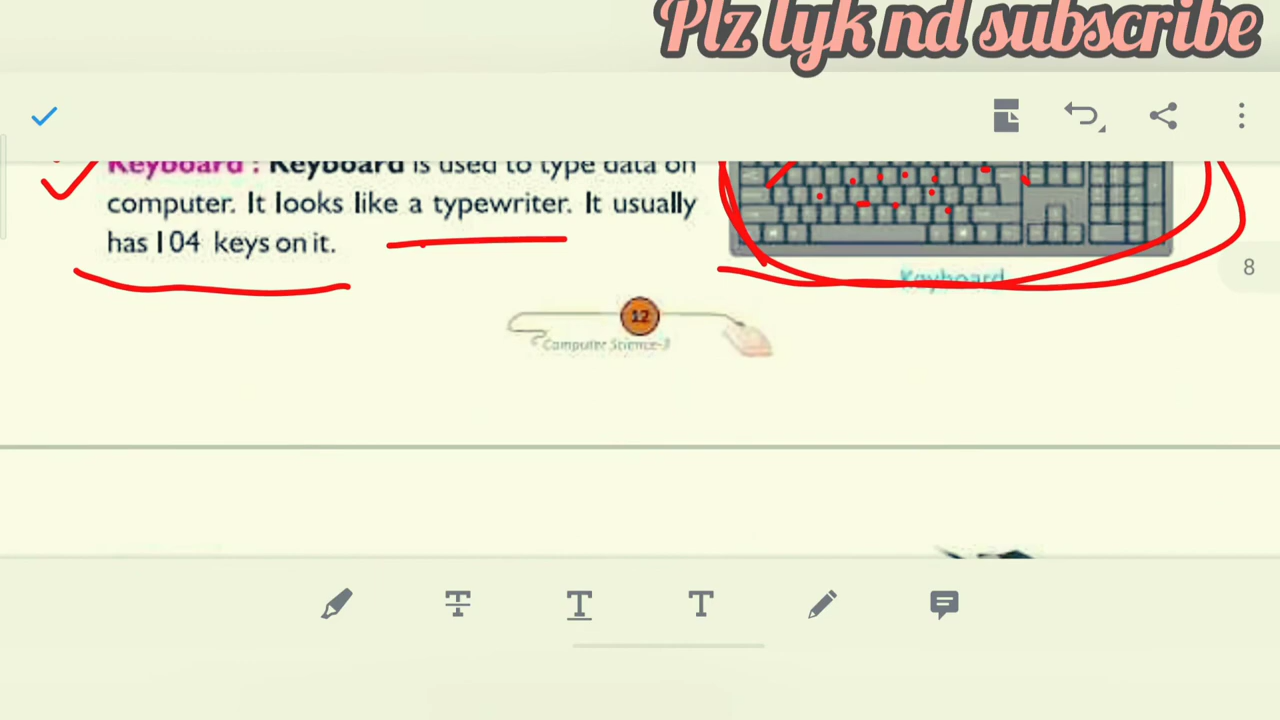 Plz lyk nd subscribe
Keyboard : Keyboard is used to type data on
computer. It looks like a typewriter. It usually
has 104 keys on it.
Keyboard
8
12
Computer Science-3